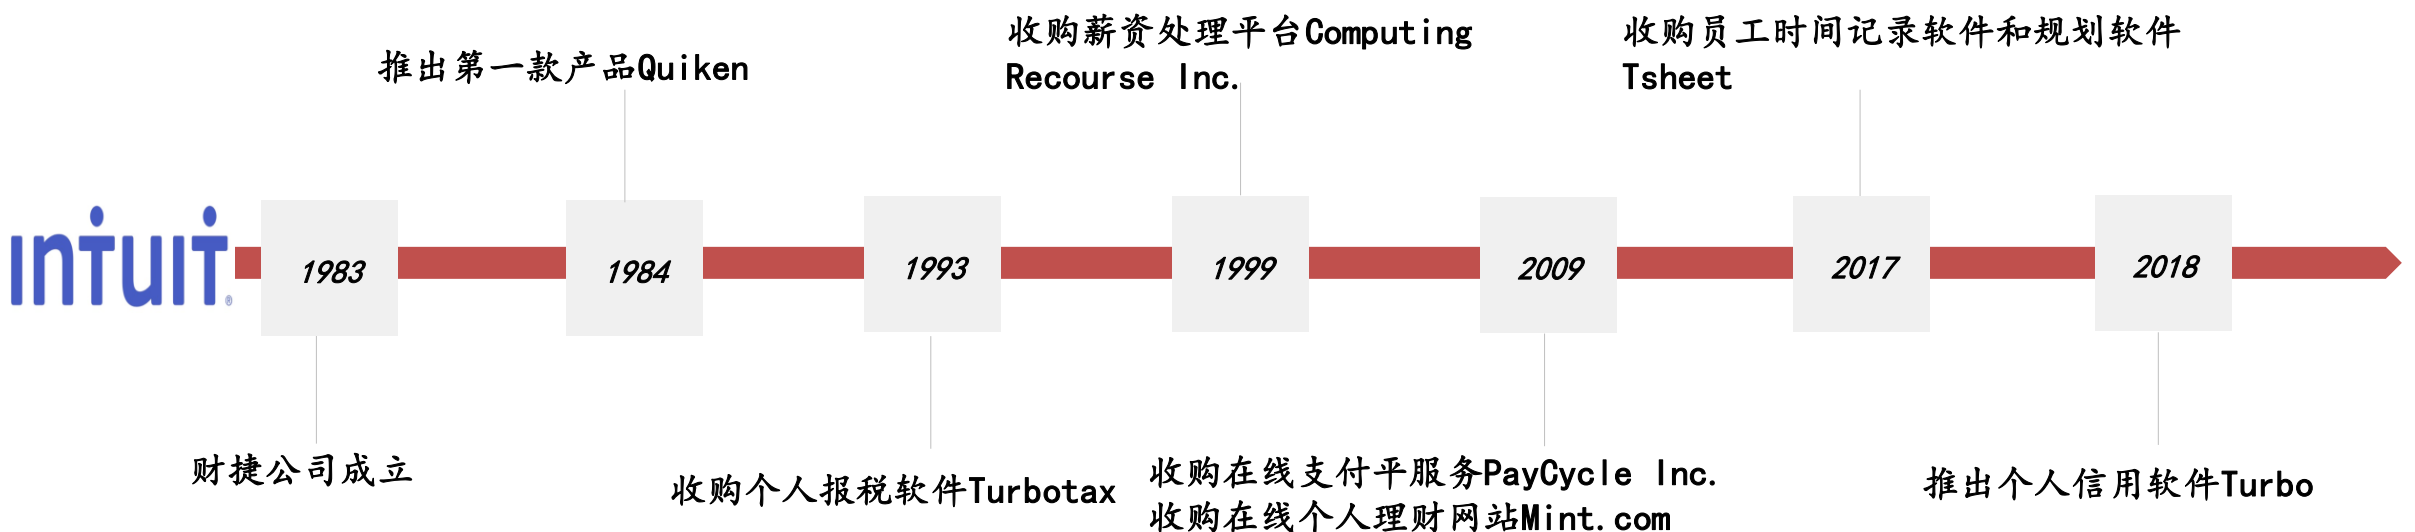 收购薪资处理平台Computing
Recourse Inc.
收购员工时间记录软件和规划软件
Tsheet
推出第一款产品Quiken
intuit®
1983
1984
1993
1999
2009
2017
2018
财捷公司成立
收购个人报税软件Turbotax
收购在线支付平服务PayCycle Inc.
收购在线个人理财网站Mint.com
推出个人信用软件Turbo